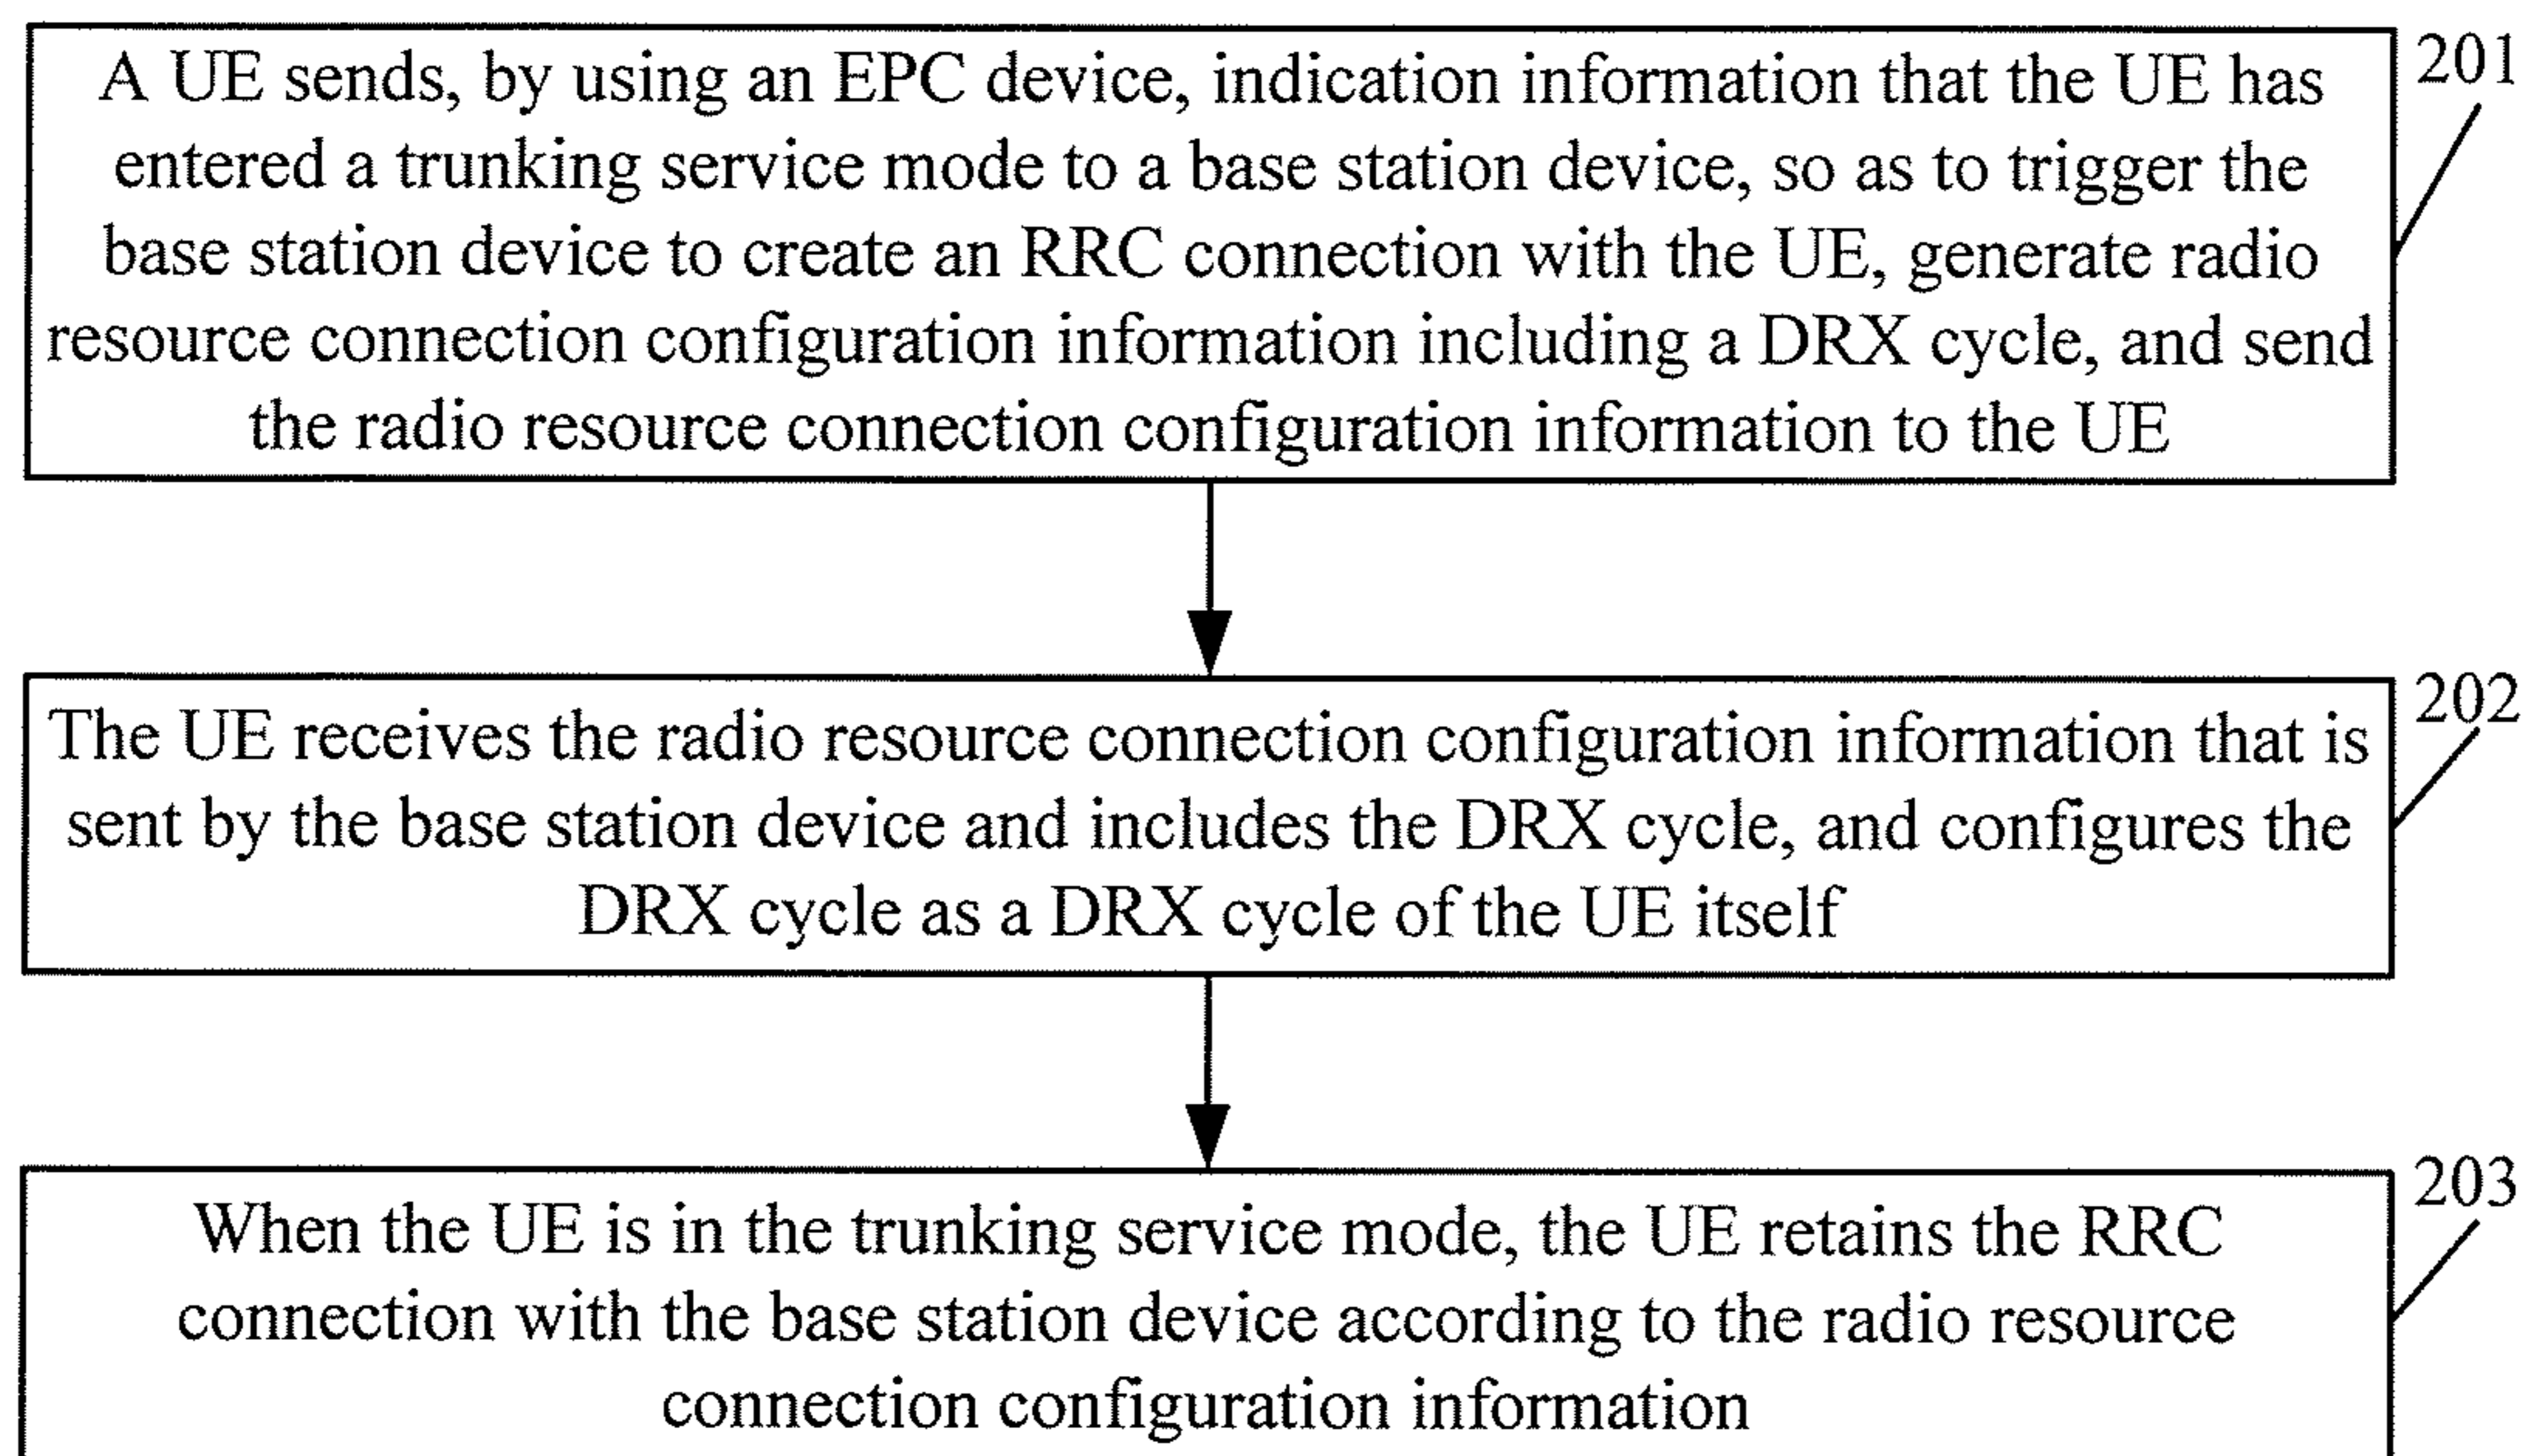 A UE sends, by using an EPC device, indication information that the UE has
entered a trunking service mode to a base station device, so as to trigger the
base station device to create an RRC connection with the UE, generate radio
resource connection configuration information including a DRX cycle, and send
the radio resource connection configuration information to the UE
201
The UE receives the radio resource connection configuration information that is
sent by the base station device and includes the DRX cycle, and configures the
DRX cycle as a DRX cycle of the UE itself
202
When the UE is in the trunking service mode, the UE retains the RRC
connection with the base station device according to the radio resource
connection configuration information
203